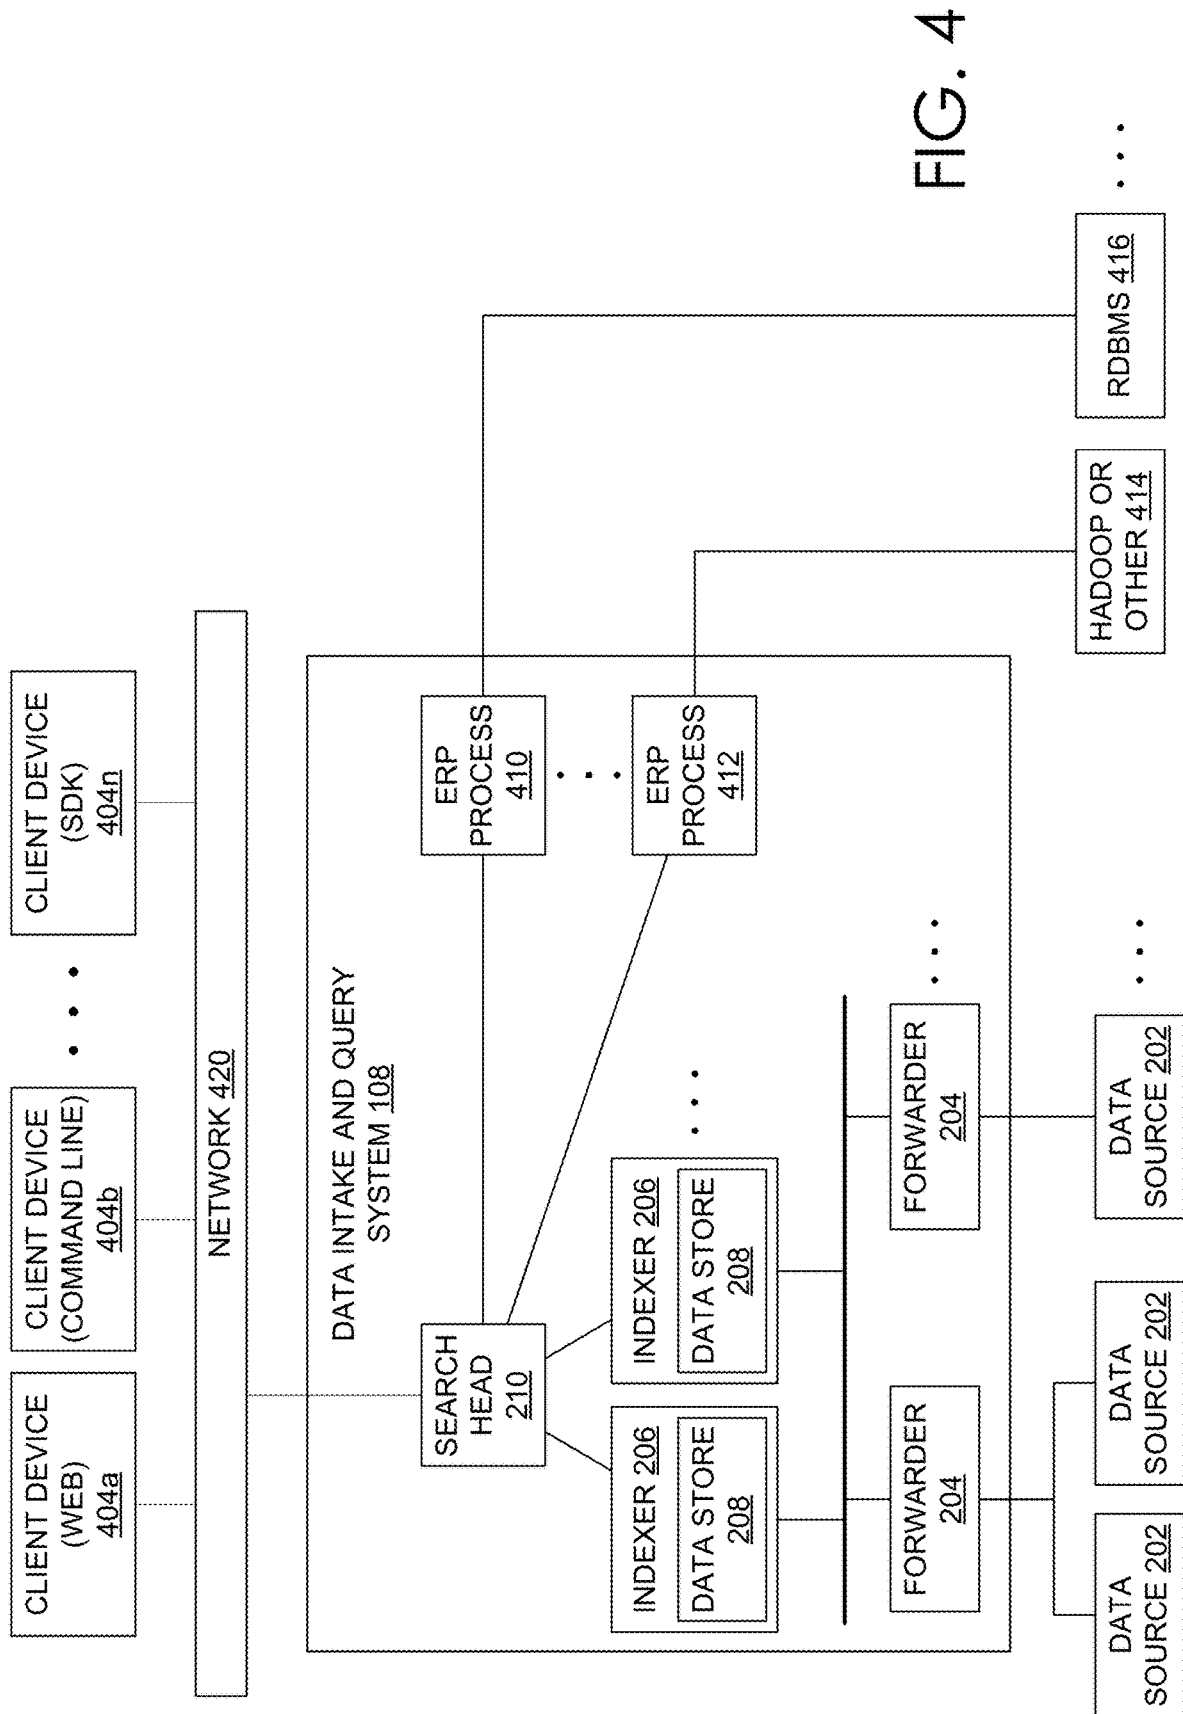 CLIENT DEVICE
(WEB)
404a
CLIENT DEVICE
(COMMAND LINE)
404b
CLIENT DEVICE
(SDK)
404n
NETWORK 420
DATA INTAKE AND QUERY
SYSTEM 108
SEARCH
HEAD
210
ERP
PROCESS
410
ERP
PROCESS
412
INDEXER 206
DATA STORE
208
INDEXER 206
DATA STORE
208
FORWARDER
204
FORWARDER
204
DATA
SOURCE 202
DATA
SOURCE 202
DATA
SOURCE 202
HADOOP OR
OTHER 414
RDBMS 416
FIG. 4